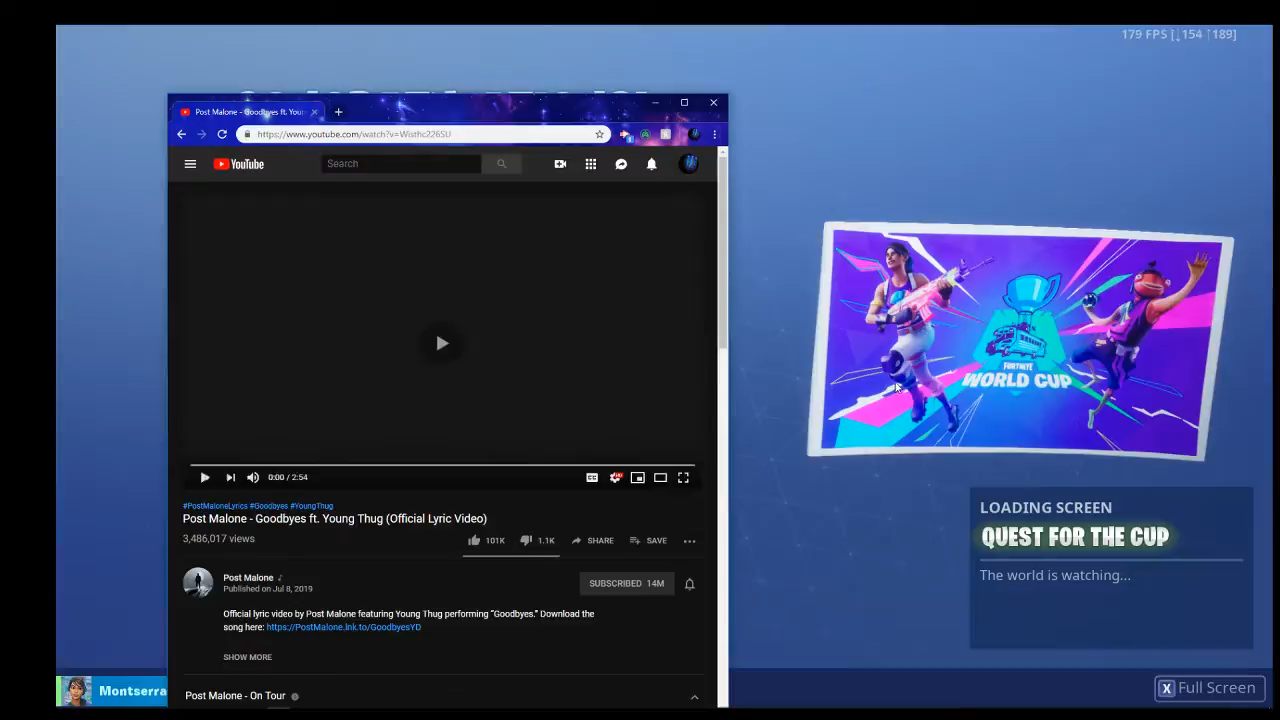 179 FPS [↓154 ↑189]
Post Malone - Goodbyes ft. Your
https://www.youtube.com/watch?v=Wisthc226SU
YouTube
Search
FORTNITE
WORLD CUP
0:00 / 2:54
CC
HD
#PostMaloneLyrics #Goodbyes #YoungThug
Post Malone - Goodbyes ft. Young Thug (Official Lyric Video)
3,486,017 views
101K
1.1K
SHARE
SAVE
LOADING SCREEN
QUEST FOR THE CUP
The world is watching...
Post Malone
Published on Jul 8, 2019
SUBSCRIBED 14M
Official lyric video by Post Malone featuring Young Thug performing “Goodbyes.” Download the
song here: https://PostMalone.lnk.to/GoodbyesYD
SHOW MORE
Post Malone - On Tour
Montserra
X Full Screen